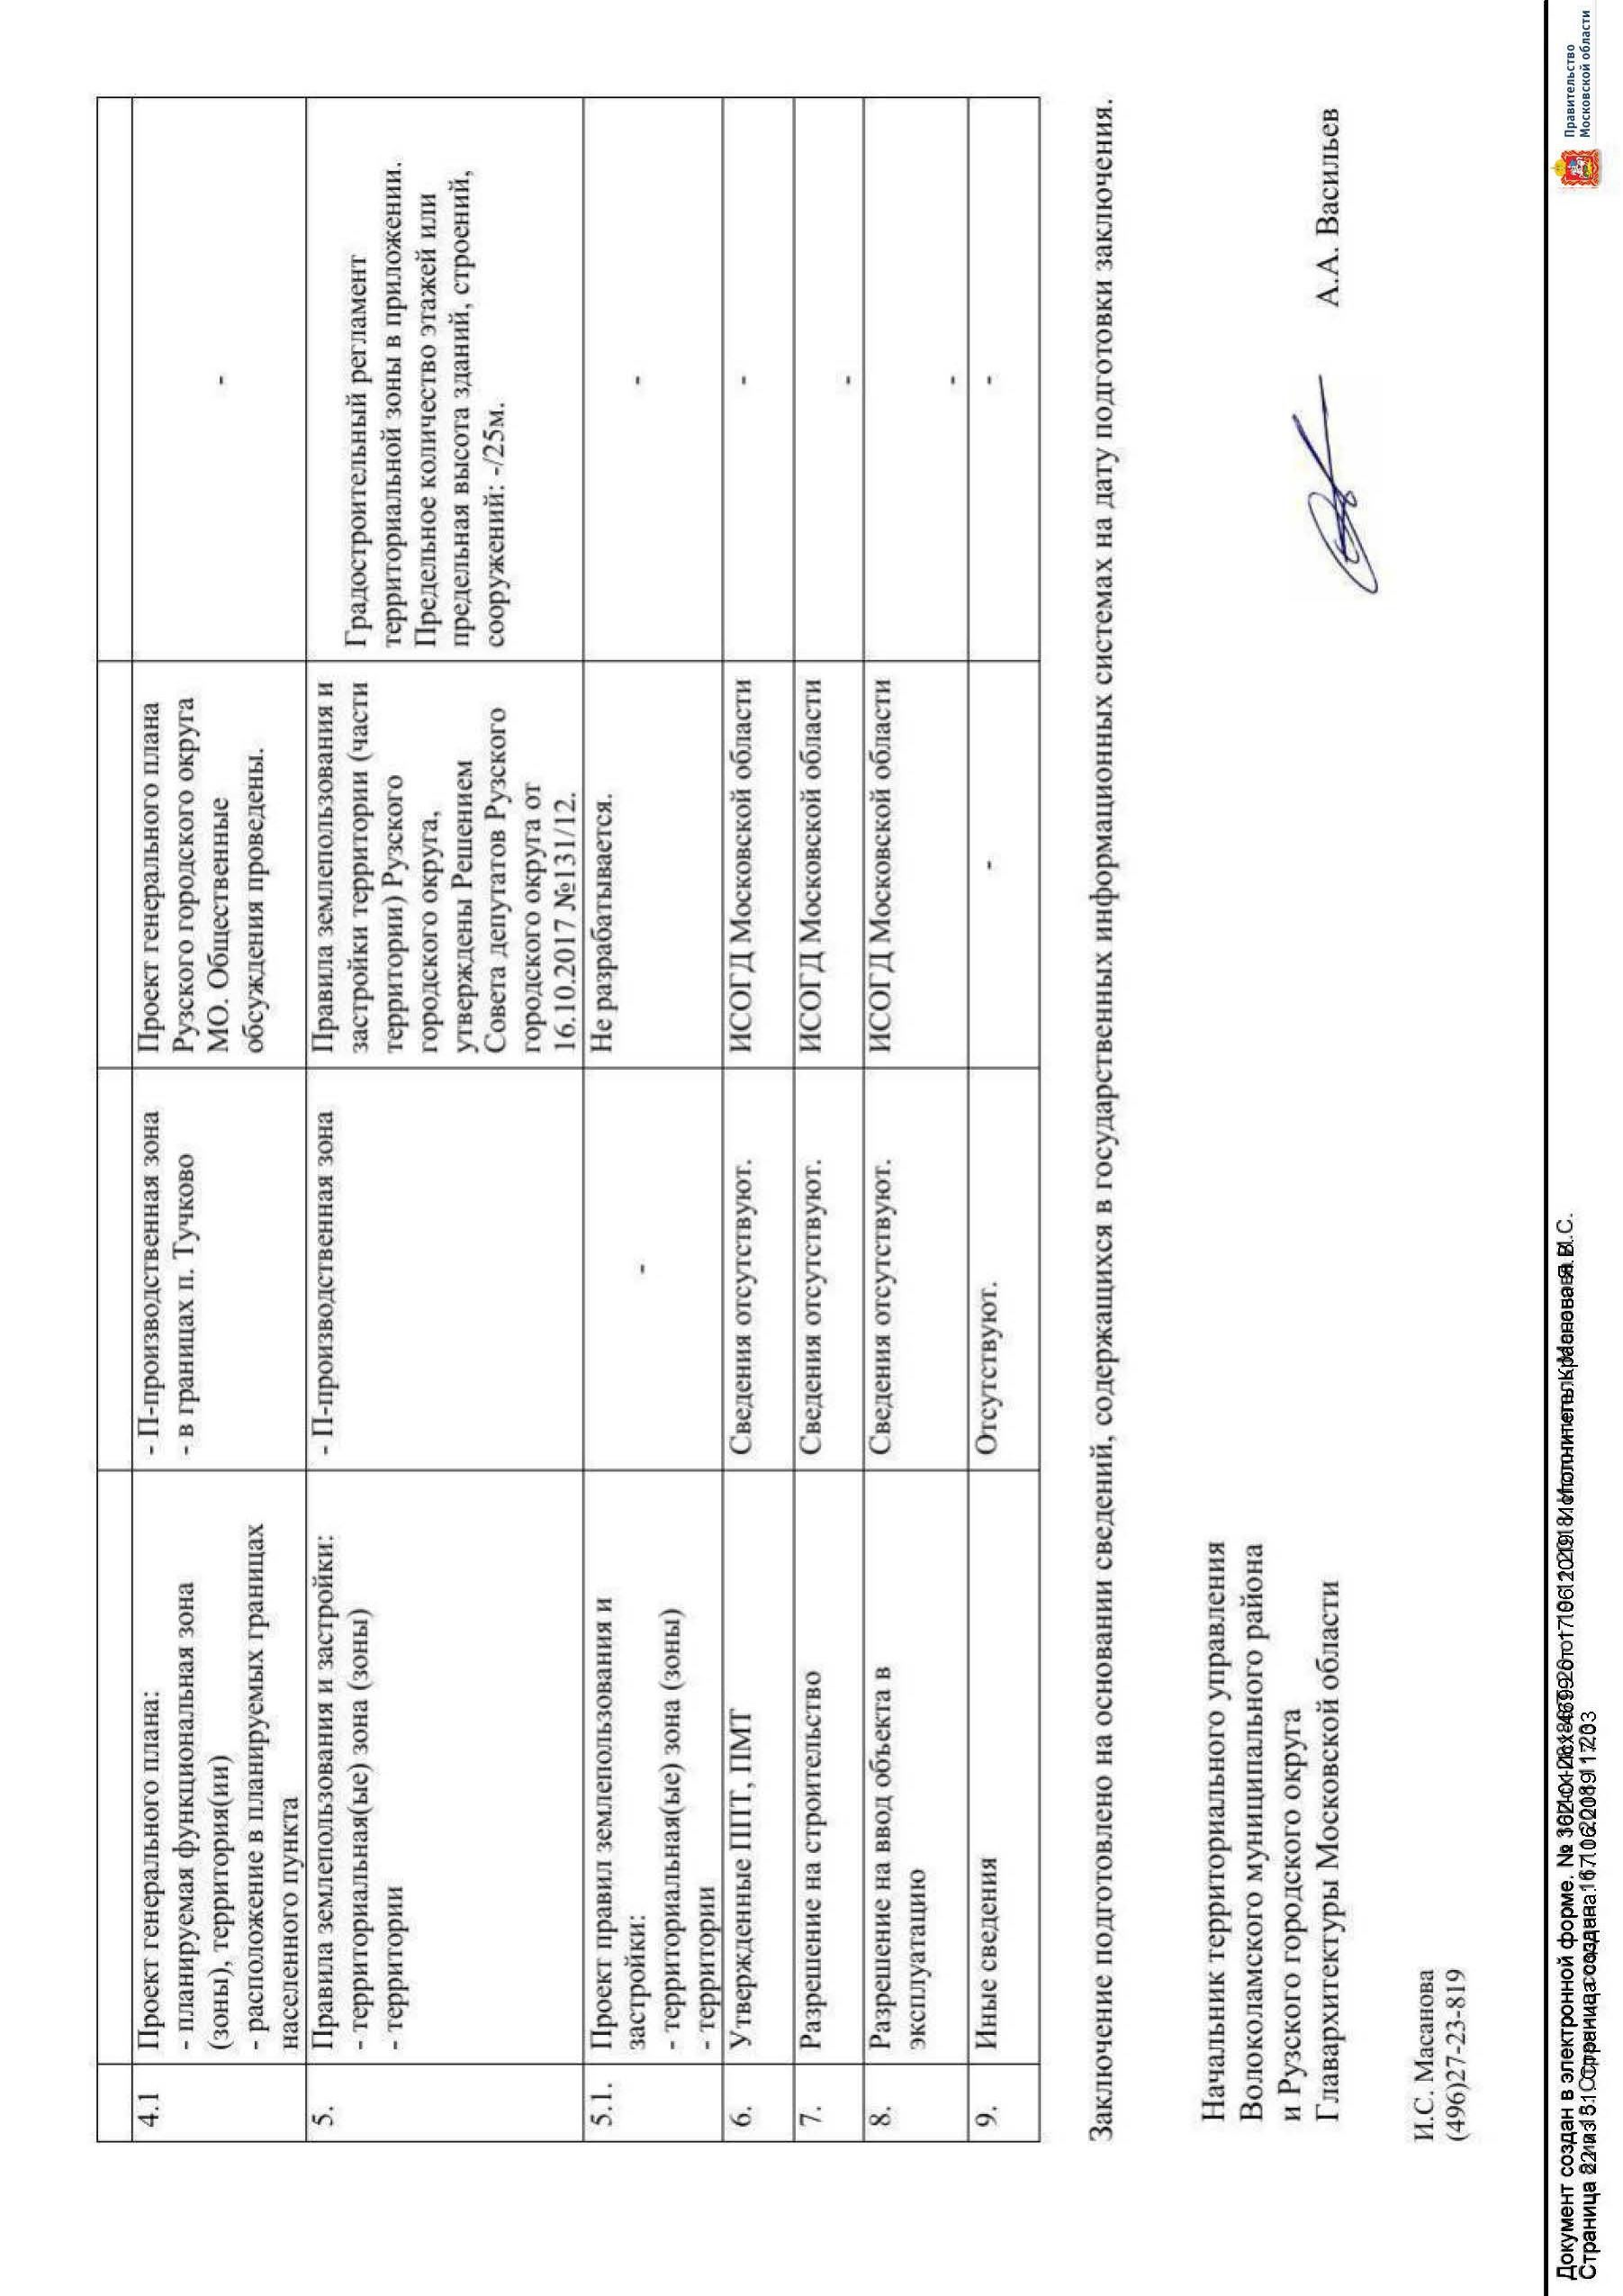 4.1
Проект генерального плана:
- планируемая функциональная зона
(зоны), территория(ии)
- расположение в планируемых границах
населенного пункта
- П-производственная зона
- в границах п. Тучково
Проект генерального плана
Рузского городского округа
МО. Общественные
обсуждения проведены.
-
5.
Правила землепользования и застройки:
- территориальная(ые) зона (зоны)
- территории
- П-производственная зона
Правила землепользования и
застройки территории (части
территории) Рузского
городского округа,
утверждены Решением
Совета депутатов Рузского
городского округа от
16.10.2017 №131/12.
Градостроительный регламент
территориальной зоны в приложении.
Предельное количество этажей или
предельная высота зданий, строений,
сооружений: -/25м.
5.1.
Проект правил землепользования и
застройки:
- территориальная(ые) зона (зоны)
- территории
-
Не разрабатывается.
-
6.
Утвержденные ППТ, ПМТ
Сведения отсутствуют.
ИСОГД Московской области
-
7.
Разрешение на строительство
Сведения отсутствуют.
ИСОГД Московской области
-
8.
Разрешение на ввод объекта в
эксплуатацию
Сведения отсутствуют.
ИСОГД Московской области
-
9.
Иные сведения
Отсутствуют.
-
-
Заключение подготовлено на основании сведений, содержащихся в государственных информационных системах на дату подготовки заключения.
Начальник территориального управления
Волоколамского муниципального района
и Рузского городского округа
Главархитектуры Московской области
А.А. Васильев
И.С. Масанова
(496)27-23-819
Документ создан в электронной форме. №
Страница
Правительство
Московской области